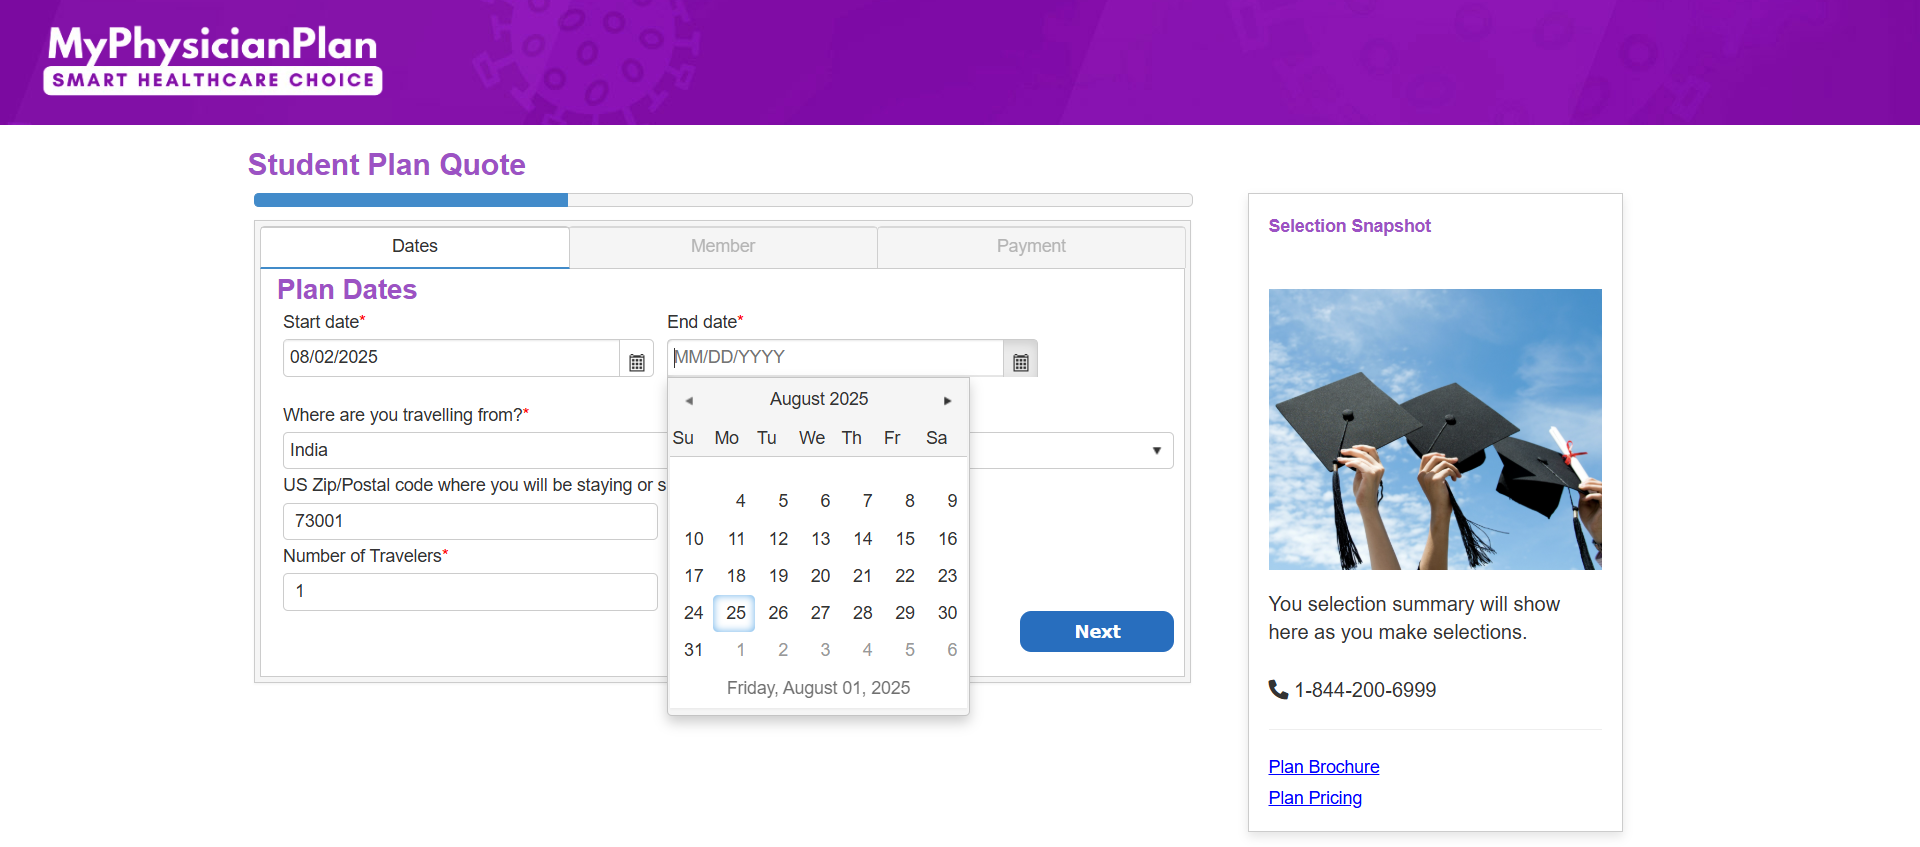 MyPhysicianPlan
SMART HEALTHCARE CHOICE
Student Plan Quote
Dates
Member
Payment
Plan Dates
Start date*
End date*
08/02/2025
MM/DD/YYYY
Where are you travelling from?*
India
US Zip/Postal code where you will be staying or s
73001
Number of Travelers*
1
August 2025
Su Mo Tu We Th Fr Sa
4 5 6 7 8 9
10 11 12 13 14 15 16
17 18 19 20 21 22 23
24 25 26 27 28 29 30
31 1 2 3 4 5 6
Friday, August 01, 2025
Next
Selection Snapshot
You selection summary will show
here as you make selections.
1-844-200-6999
Plan Brochure
Plan Pricing